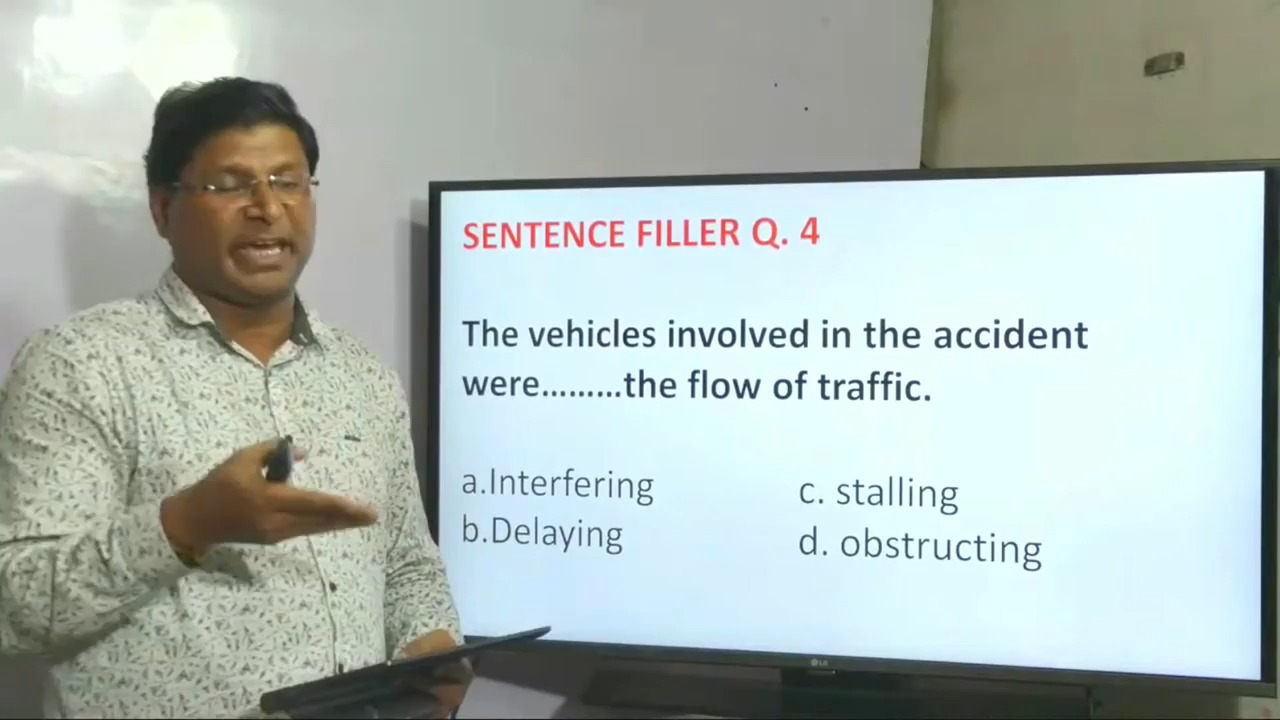 SENTENCE FILLER Q. 4
The vehicles involved in the accident
were.........the flow of traffic.
a.Interfering
c. stalling
b.Delaying
d. obstructing
LG